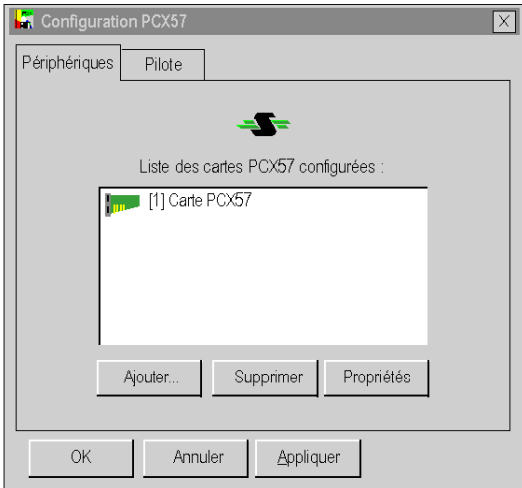 Configuration PCX57
Périphériques Pilote
Liste des cartes PCX57 configurées :
[1] Carte PCX57
Ajouter... Supprimer Propriétés
OK Annuler Appliquer